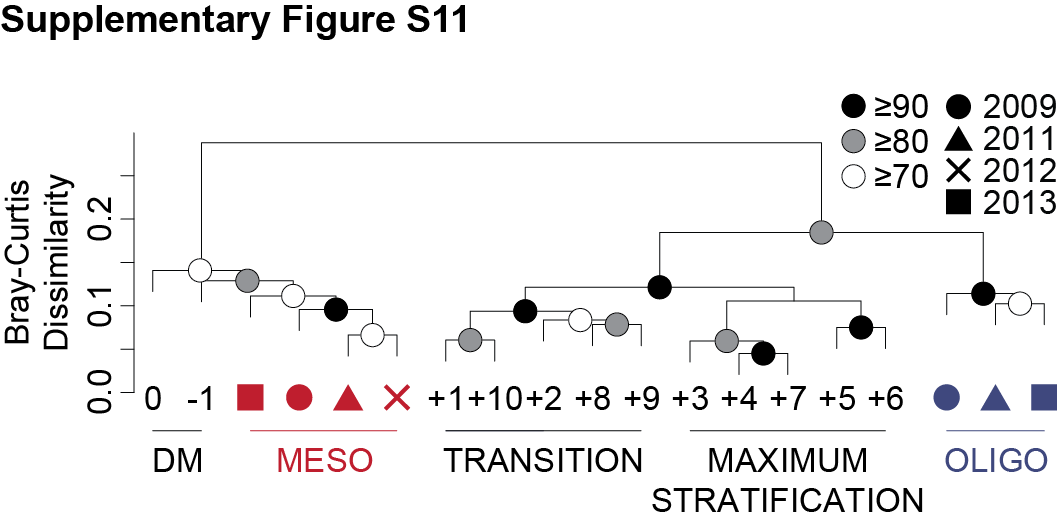 Supplementary Figure S11
≥90 2009
≥80 2011
≥70 2012
2013
Bray-Curtis
Dissimilarity
0.2
0.1
0.0
0 -1 +1 +10 +2 +8 +9 +3 +4 +7 +5 +6
DM MESO TRANSITION MAXIMUM OLIGO
STRATIFICATION